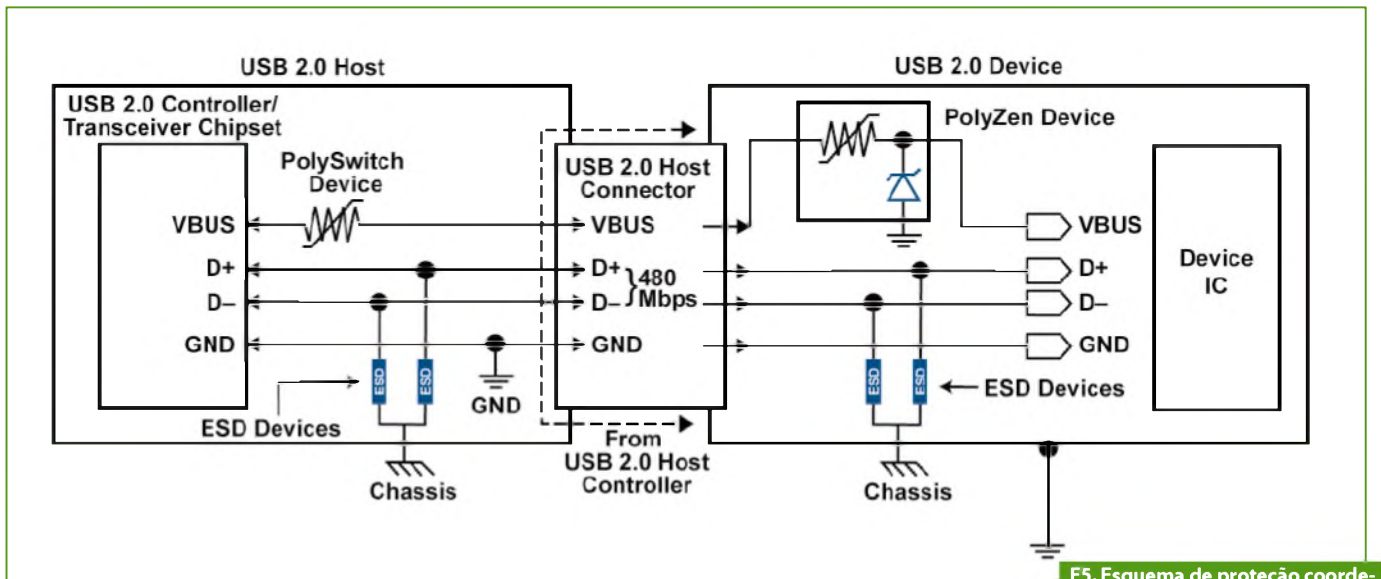 USB 2.0 Host
USB 2.0 Device
USB 2.0 Controller/
Transceiver Chipset
PolySwitch
Device
VBUS
D+
D–
GND
ESD
ESD
ESD Devices
GND
Chassis
USB 2.0 Host
Connector
VBUS
D+
D–
}480
Mbps
GND
From
USB 2.0 Host
Controller
PolyZen Device
VBUS
D+
D–
GND
Device
IC
ESD
ESD
ESD Devices
Chassis
F5. Esquema de proteção coorde-